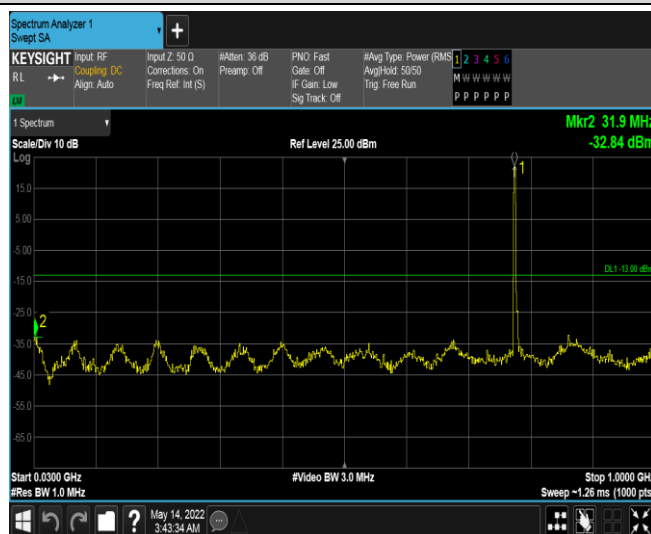 Spectrum Analyzer 1
Swept SA
+
KEYSIGHT Input: RF Input Z: 50 Ω #Atten: 36 dB PNO: Fast #Avg Type: Power (RMS 1 2 3 4 5 6
RL Coupling: DC Corrections: On Preamp: Off Gate: Off Avg|Hold: 50/50 M W W W W W
Align: Auto Freq Ref: Int (S) IF Gain: Low Trig: Free Run P P P P P P
Sig Track: Off
LXI
1 Spectrum Mkr2 31.9 MHz
Scale/Div 10 dB Ref Level 25.00 dBm -32.84 dBm
Log
1
15.0
5.00
-5.00
DL1 -13.00 dBm
-15.0
-25.0
2
-35.0
-45.0
-55.0
-65.0
Start 0.0300 GHz #Video BW 3.0 MHz Stop 1.0000 GHz
#Res BW 1.0 MHz Sweep ~1.26 ms (1000 pts
? May 14, 2022
3:43:34 AM